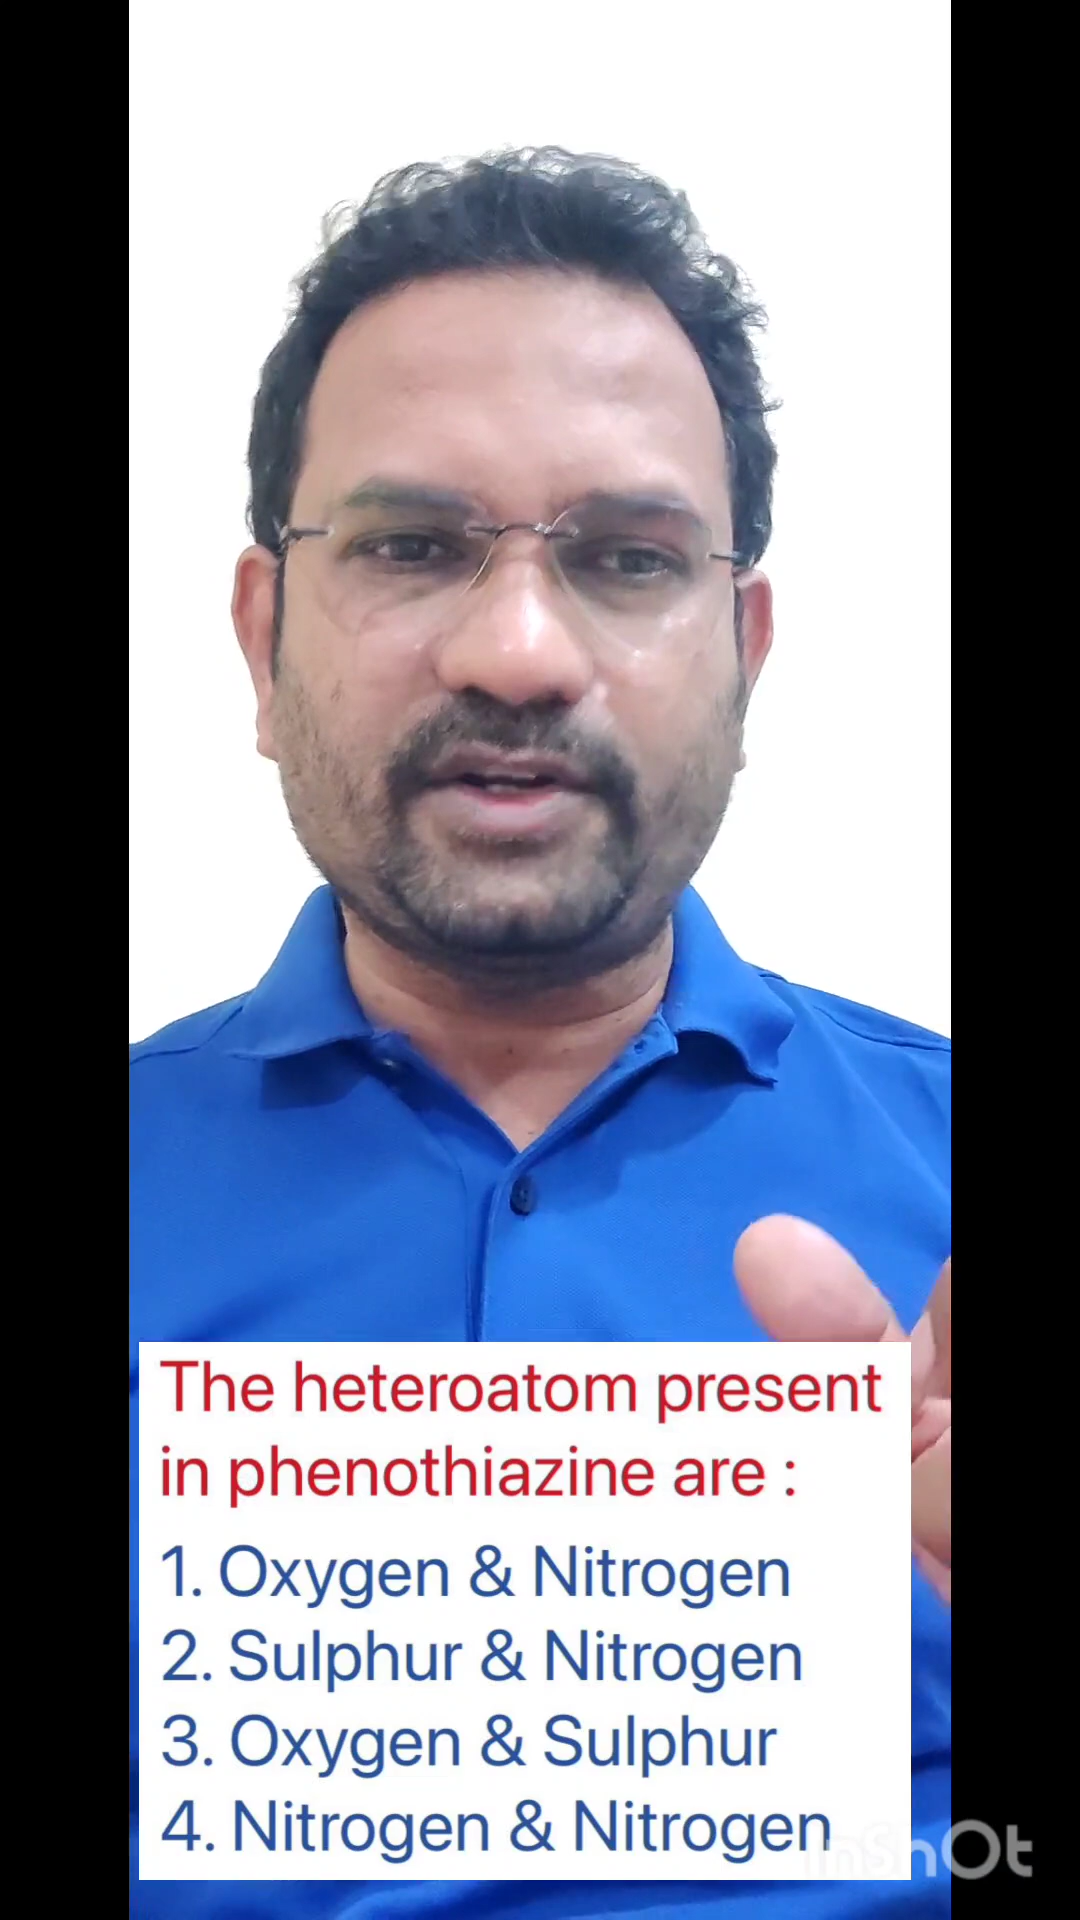 The heteroatom present
in phenothiazine are :
1. Oxygen & Nitrogen
2. Sulphur & Nitrogen
3. Oxygen & Sulphur
4. Nitrogen & Nitrogen
InShOt